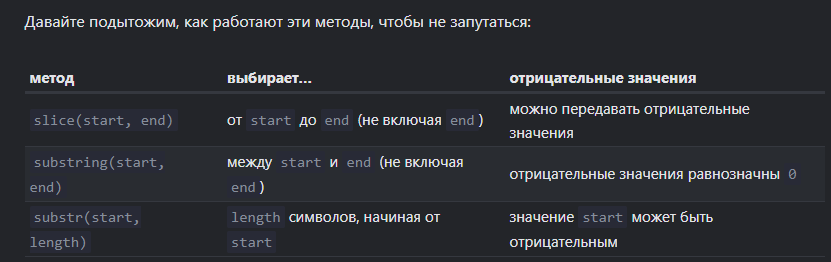 Давайте подытожим, как работают эти методы, чтобы не запутаться:
метод выбирает… отрицательные значения
slice(start, end) от start до end (не включая end) можно передавать отрицательные
значения
substring(start, между start и end (не включая отрицательные значения равнозначны 0
end) end)
substr(start, length символов, начиная от значение start может быть
length) start отрицательным